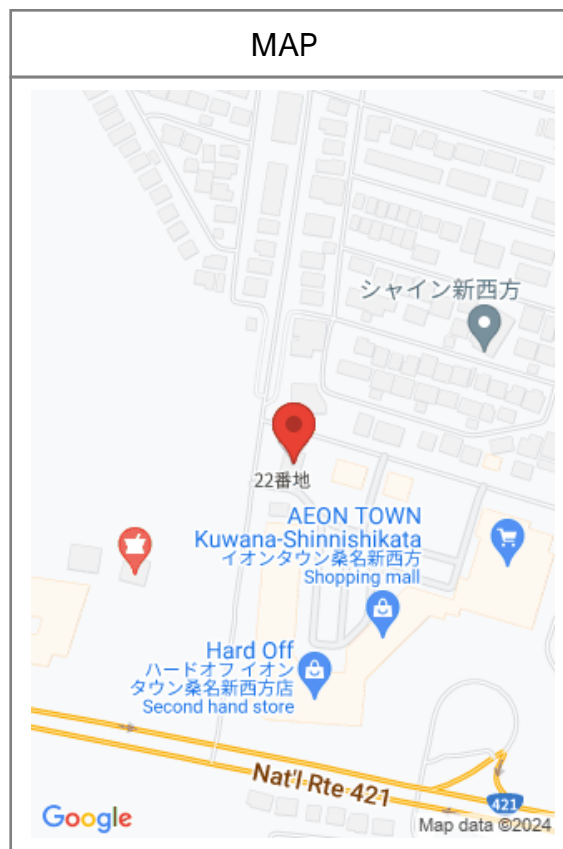 MAP
シャイン新西方
22番地
AEON TOWN
Kuwana-Shinnishikata
イオンタウン桑名新西方
Shopping mall
Hard Off
ハードオフ イオン
タウン桑名新西方店
Second hand store
Nat'l Rte 421
421
Google
Map data ©2024